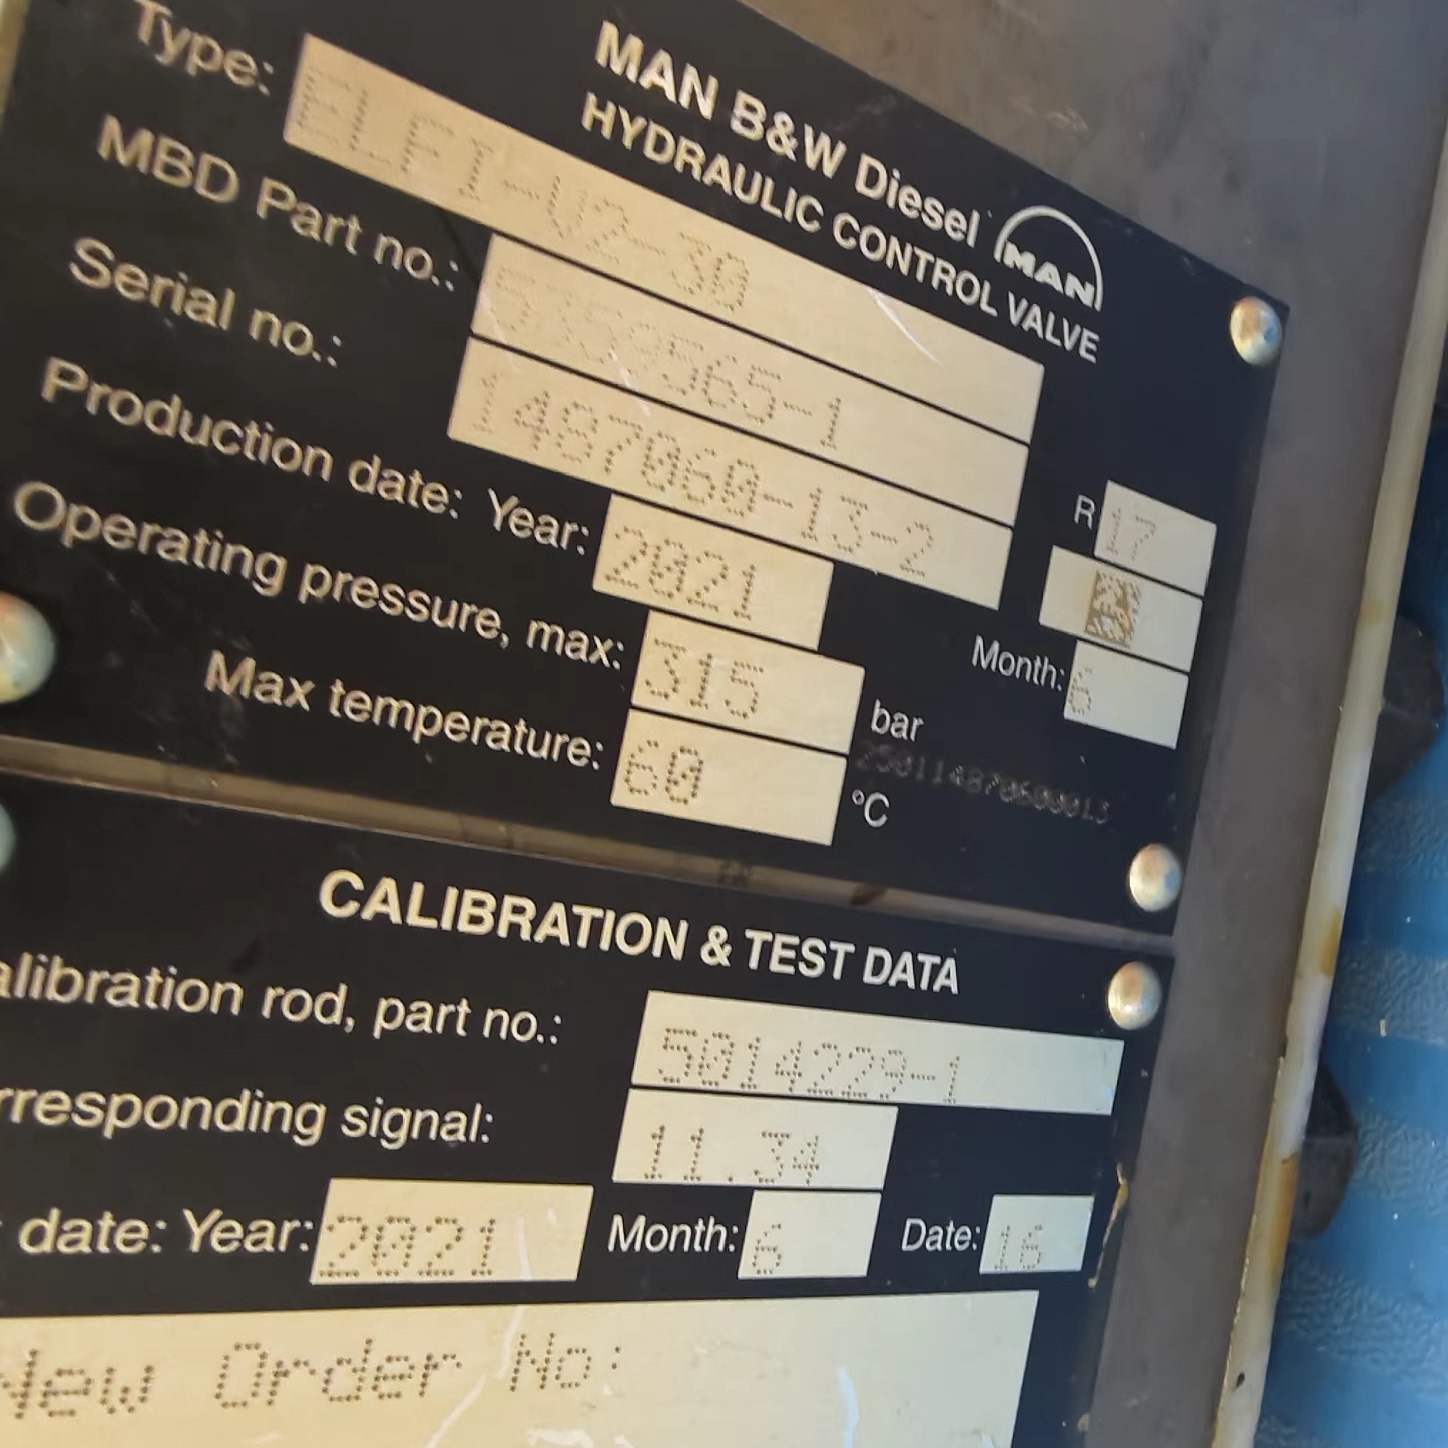 MAN B&W Diesel MAN
HYDRAULIC CONTROL VALVE
Type: ELFI-V2-30
MBD Part no.: 6559565-1
Serial no.: 1487060-13-2 R 17
Production date: Year: 2021 Month: 6
Operating pressure, max: 315 bar
Max temperature: 60 °C
CALIBRATION & TEST DATA
alibration rod, part no.: 5014229-1
rresponding signal: 11.34
date: Year: 2021 Month: 6 Date: 16
New Order No: